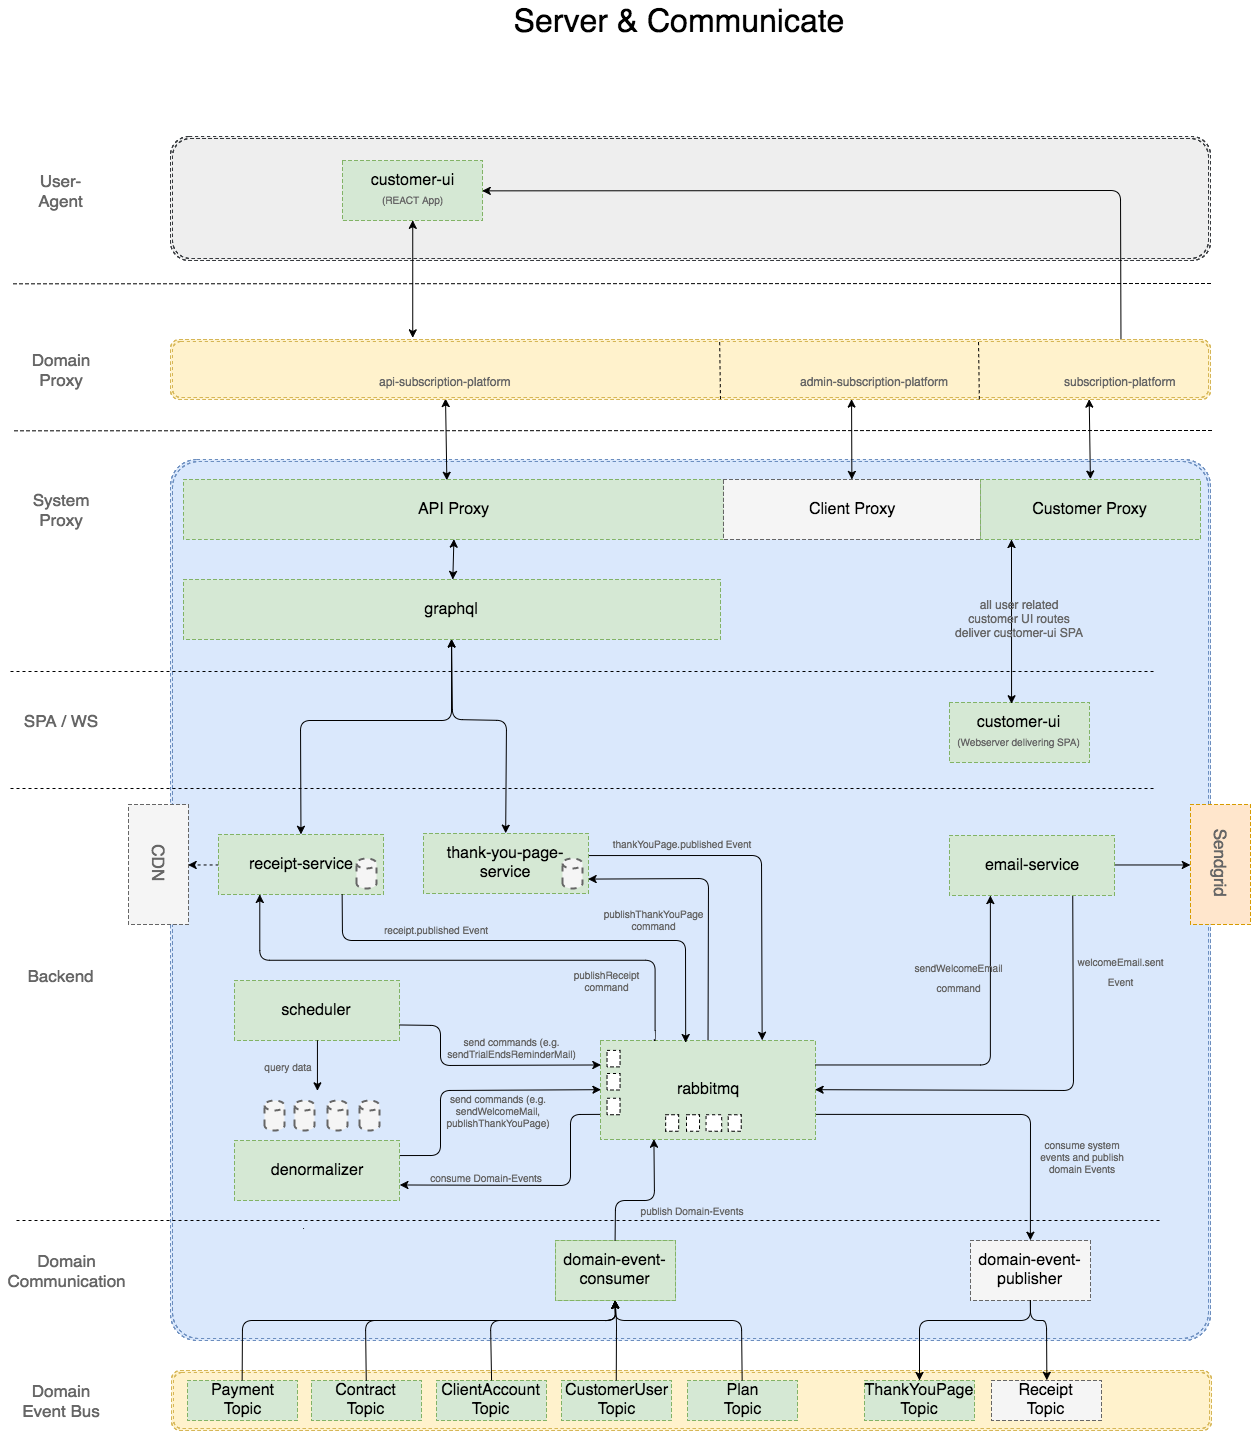 Server & Communicate
User-
Agent
customer-ui
(REACT App)
Domain
Proxy
api-subscription-platform
admin-subscription-platform
subscription-platform
System
Proxy
API Proxy
Client Proxy
Customer Proxy
graphql
all user related
customer UI routes
deliver customer-ui SPA
SPA / WS
customer-ui
(Webserver delivering SPA)
Backend
CDN
receipt-service
thank-you-page-
service
thankYouPage.published Event
email-service
Sendgrid
publishThankYouPage
command
receipt.published Event
publishReceipt
command
sendWelcomeEmail
command
welcomeEmail.sent
Event
scheduler
send commands (e.g.
sendTrialEndsReminderMail)
query data
rabbitmq
send commands (e.g.
sendWelcomeMail,
publishThankYouPage)
denormalizer
consume Domain-Events
consume system
events and publish
domain Events
publish Domain-Events
Domain
Communication
domain-event-
consumer
domain-event-
publisher
Domain
Event Bus
Payment
Topic
Contract
Topic
ClientAccount
Topic
CustomerUser
Topic
Plan
Topic
ThankYouPage
Topic
Receipt
Topic